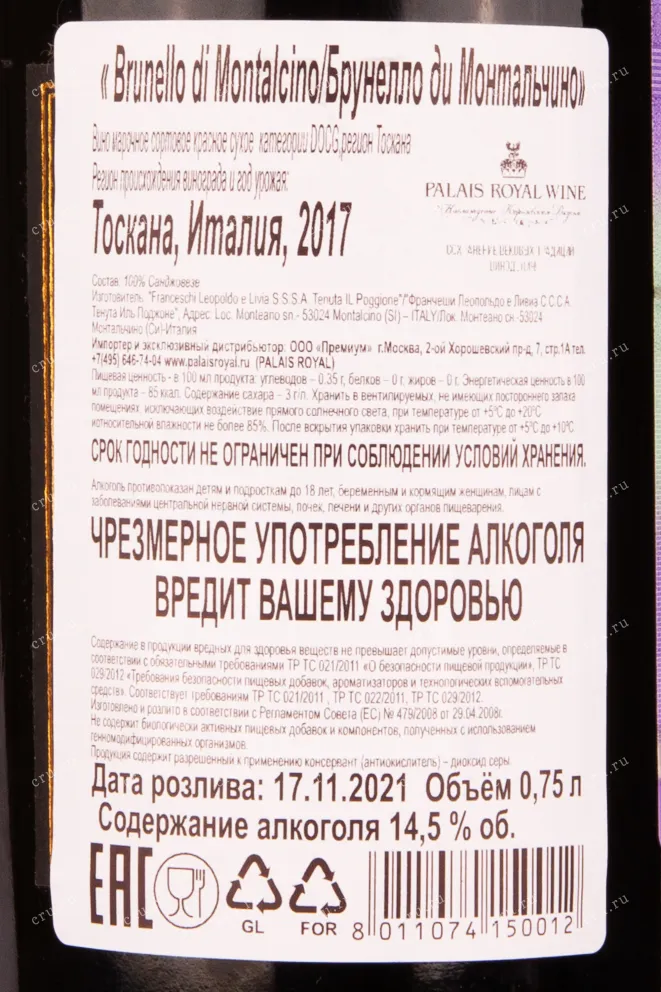 « Brunello di Montalcino/Брунелло ди Монтальчино»
Вино марочное сортовое красное сухое категории DOCG,регион Тоскана
Регион происхождения винограда и год урожая:
Тоскана, Италия, 2017
PALAIS ROYAL WINE
Состав: 100% Санджовезе
Изготовитель: "Franceschi Leopoldo e Livia S.S.S.A. Tenuta IL Poggione"/"Франчеши Леопольдо е Ливиа С.С.С.А.
Тенута Иль Поджоне", Адрес: Loc. Monteano sn.- 53024 Montalcino (SI) – ITALY/Лок. Монтеано сн.-53024
Монтальчино (Си)-Италия
Импортер и эксклюзивный дистрибьютор: ООО «Премиум» г.Москва, 2-ой Хорошевский пр-д, 7, стр.1А тел.
+7(495) 646-74-04 www.palaisroyal.ru (PALAIS ROYAL)
Пищевая ценность - в 100 мл продукта: углеводов – 0,35 г, белков – 0 г, жиров – 0 г. Энергетическая ценность в 100
мл продукта – 85 ккал. Содержание сахара – 3 г/л. Хранить в вентилируемых, не имеющих постороннего запаха
помещениях, исключающих воздействие прямого солнечного света, при температуре от +5°С до +20°С
и относительной влажности не более 85%. После вскрытия упаковки хранить при температуре от +5°С до +10°С
СРОК ГОДНОСТИ НЕ ОГРАНИЧЕН ПРИ СОБЛЮДЕНИИ УСЛОВИЙ ХРАНЕНИЯ.
Алкоголь противопоказан детям и подросткам до 18 лет, беременным и кормящим женщинам, лицам с
заболеваниями центральной нервной системы, почек, печени и других органов пищеварения.
ЧРЕЗМЕРНОЕ УПОТРЕБЛЕНИЕ АЛКОГОЛЯ
ВРЕДИТ ВАШЕМУ ЗДОРОВЬЮ
Содержание в продукции вредных для здоровья веществ не превышает допустимые уровни, определяемые в
соответствии с обязательными требованиями ТР ТС 021/2011 «О безопасности пищевой продукции», ТР ТС
029/2012 «Требования безопасности пищевых добавок, ароматизаторов и технологических вспомогательных
средств». Соответствует требованиям ТР ТС 021/2011 , ТР ТС 022/2011, ТР ТС 029/2012.
Изготовлено и розлито в соответствии с Регламентом Совета (ЕС) № 479/2008 от 29.04.2008г.
Не содержит биологически активных пищевых добавок и компонентов, полученных с использованием
генномодифицированных организмов.
Продукция содержит разрешенный к применению консервант (антиокислитель) – диоксид серы.
Дата розлива: 17.11.2021 Объём 0,75 л
Содержание алкоголя 14,5 % об.
EAC
GL FOR 8 011074 150012